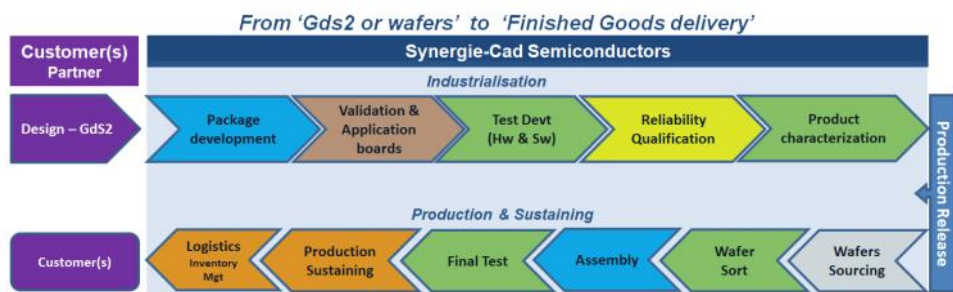 From ‘Gds2 or wafers’ to ‘Finished Goods delivery’
Customer(s)
Partner
Synergie-Cad Semiconductors
Industrialisation
Design – GdS2
Package
development
Validation &
Application
boards
Test Devt
(Hw & Sw)
Reliability
Qualification
Product
characterization
Production Release
Production & Sustaining
Customer(s)
Logistics
Inventory
Mgt
Production
Sustaining
Final Test
Assembly
Wafer
Sort
Wafers
Sourcing